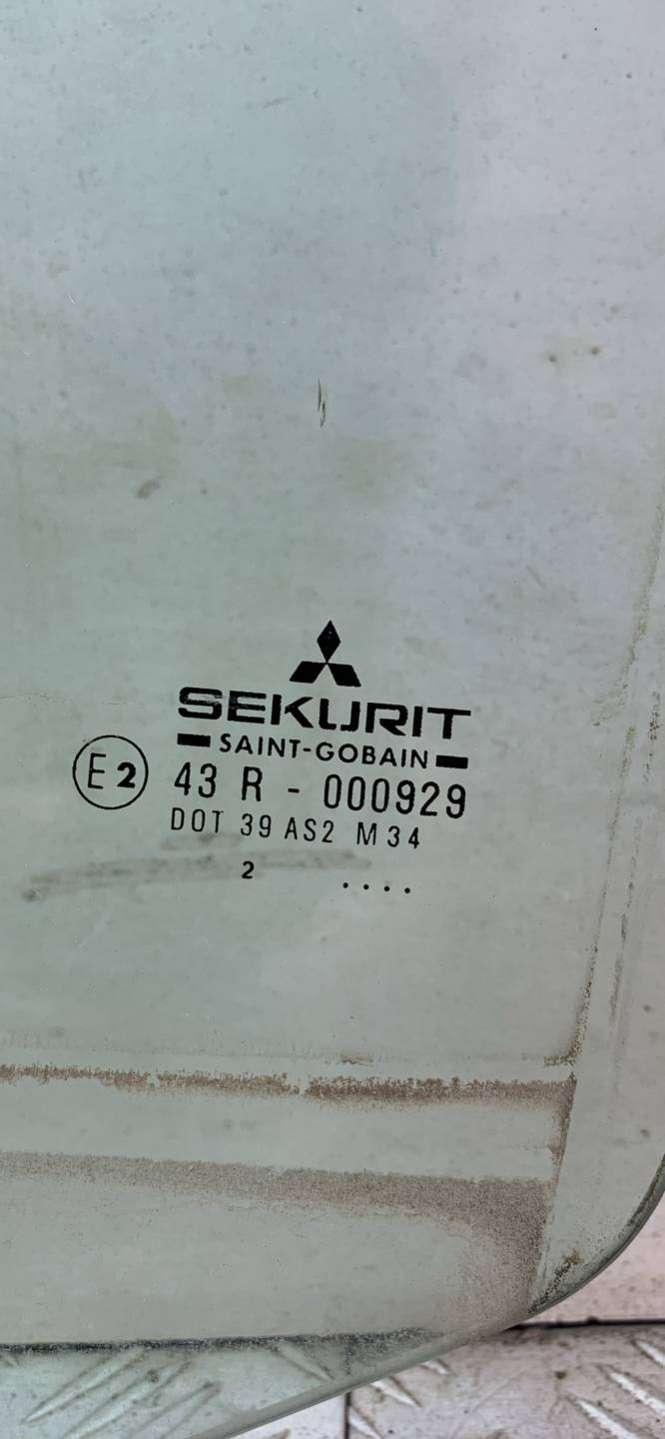 SEKURIT
SAINT-GOBAIN
E2 43 R - 000929
DOT 39 AS2 M34
2 ....